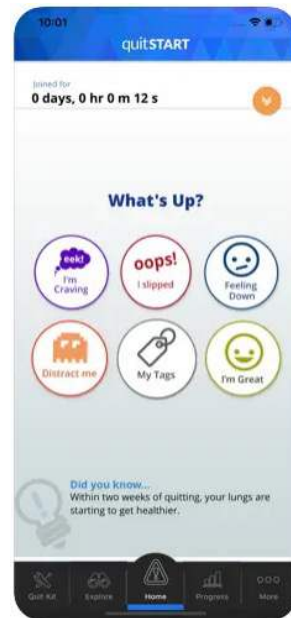 10:01
quitSTART
Joined for
0 days, 0 hr 0 m 12 s
What's Up?
eek!
I'm
Craving
oops!
I slipped
Feeling
Down
Distract me
My Tags
I'm Great
Did you know...
Within two weeks of quitting, your lungs are
starting to get healthier.
Quit Kit
Explore
Home
Progress
More